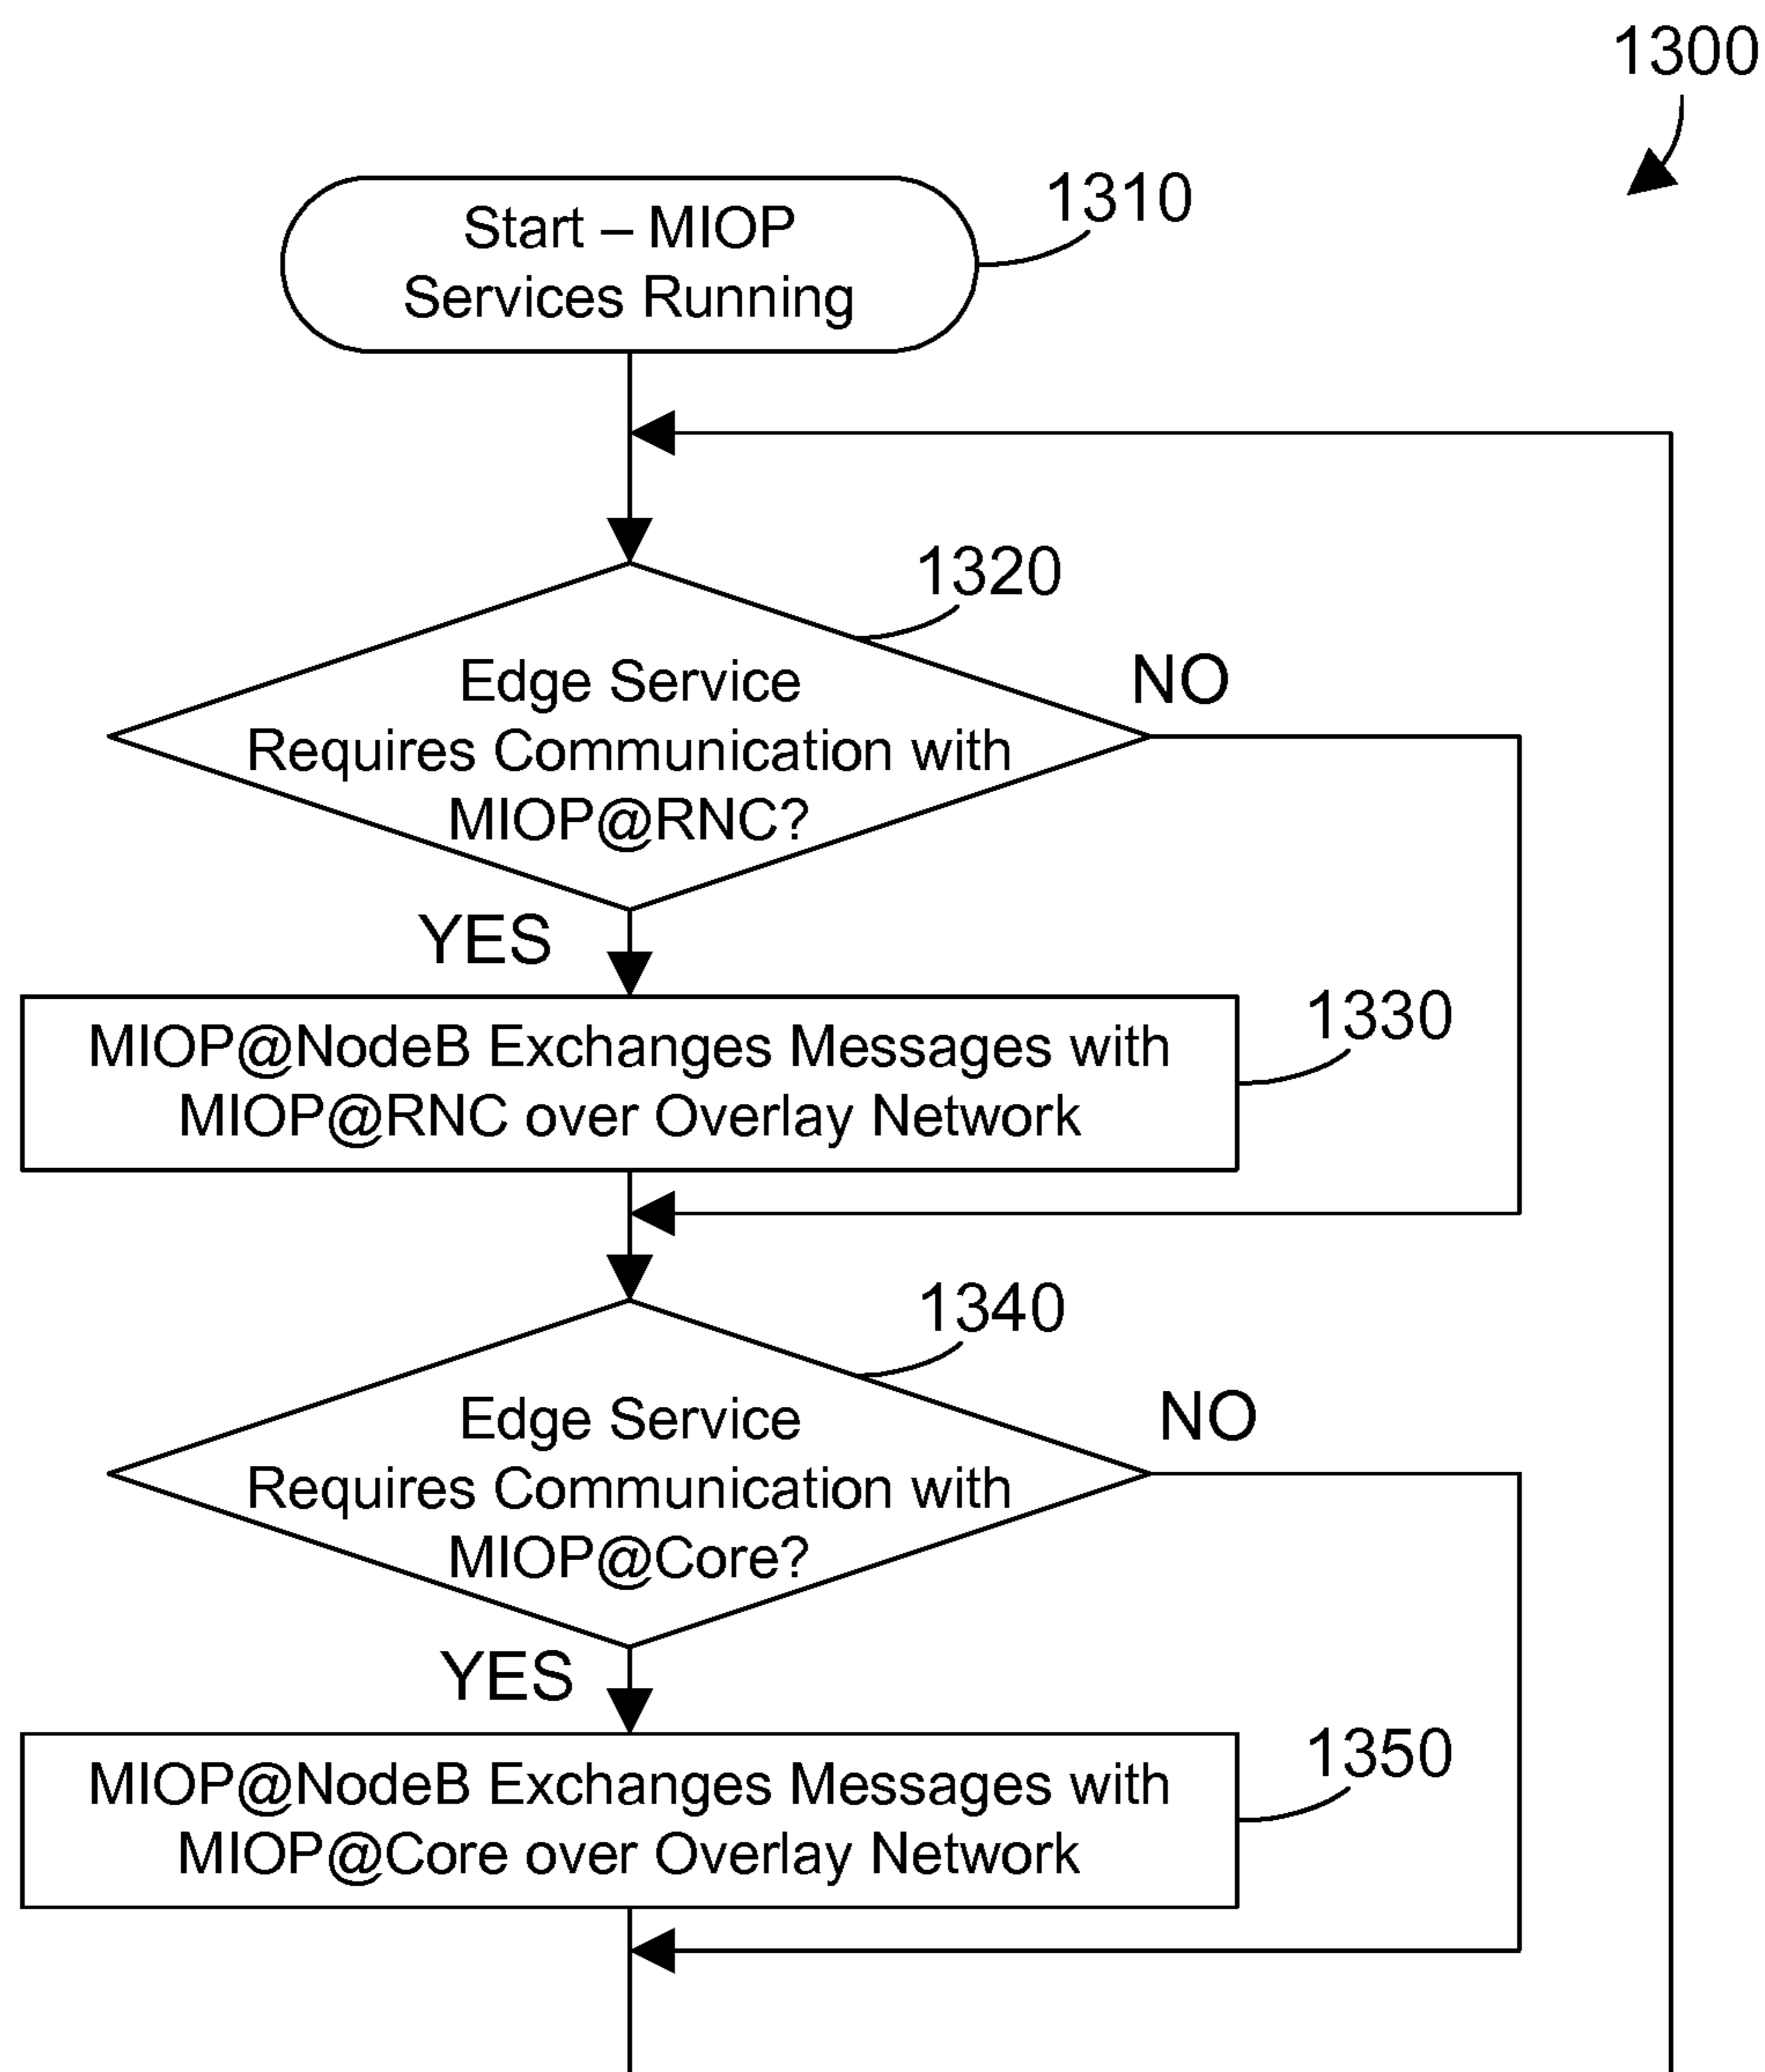 1300
Start – MIOP
Services Running
1310
1320
Edge Service
Requires Communication with
MIOP@RNC?
NO
YES
MIOP@NodeB Exchanges Messages with
MIOP@RNC over Overlay Network
1330
1340
Edge Service
Requires Communication with
MIOP@Core?
NO
YES
MIOP@NodeB Exchanges Messages with
MIOP@Core over Overlay Network
1350